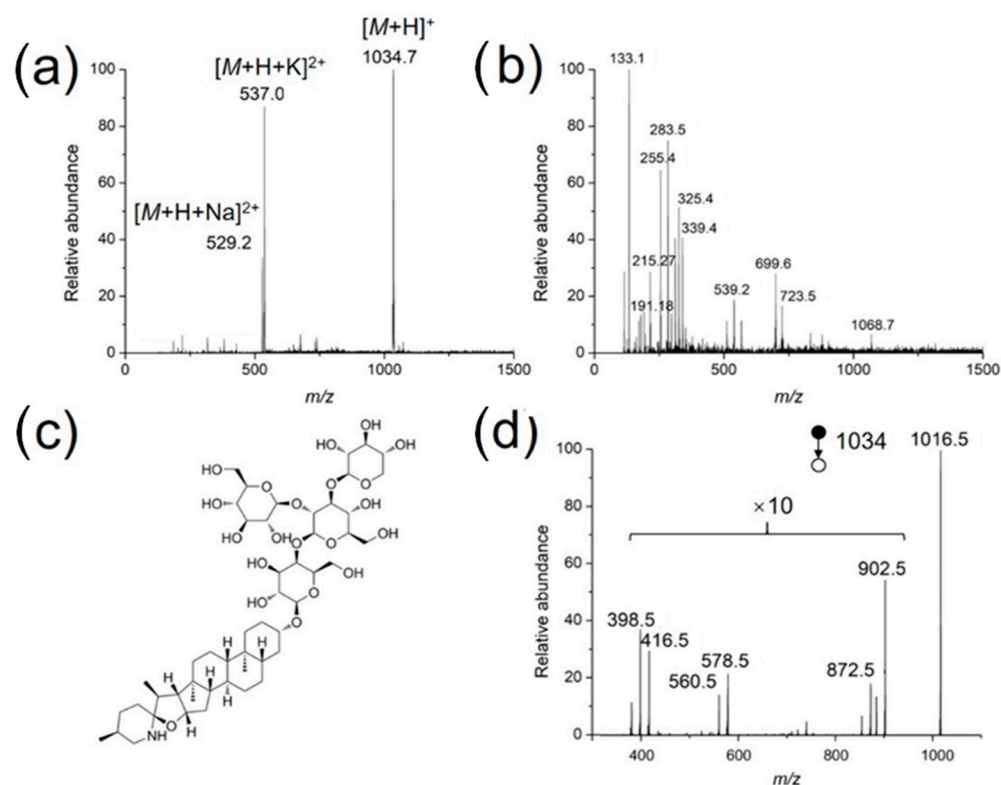 (a)
[M+H]+
1034.7
[M+H+K]2+
537.0
[M+H+Na]2+
529.2
Relative abundance
100
80
60
40
20
0
0
500
1000
1500
m/z
(b)
133.1
283.5
255.4
325.4
339.4
215.27
191.18
539.2
699.6
723.5
1068.7
Relative abundance
100
80
60
40
20
0
0
500
1000
1500
m/z
(c)
OH
HO
OH
HO
O
O
HO
O
O
OH
HO
OH
O
O
OH
HO
O
OH
HO
O
O
H
H
H
H
H
H
O
NH
(d)
1034
1016.5
×10
902.5
872.5
398.5
416.5
560.5
578.5
Relative abundance
100
80
60
40
20
0
400
600
800
1000
m/z